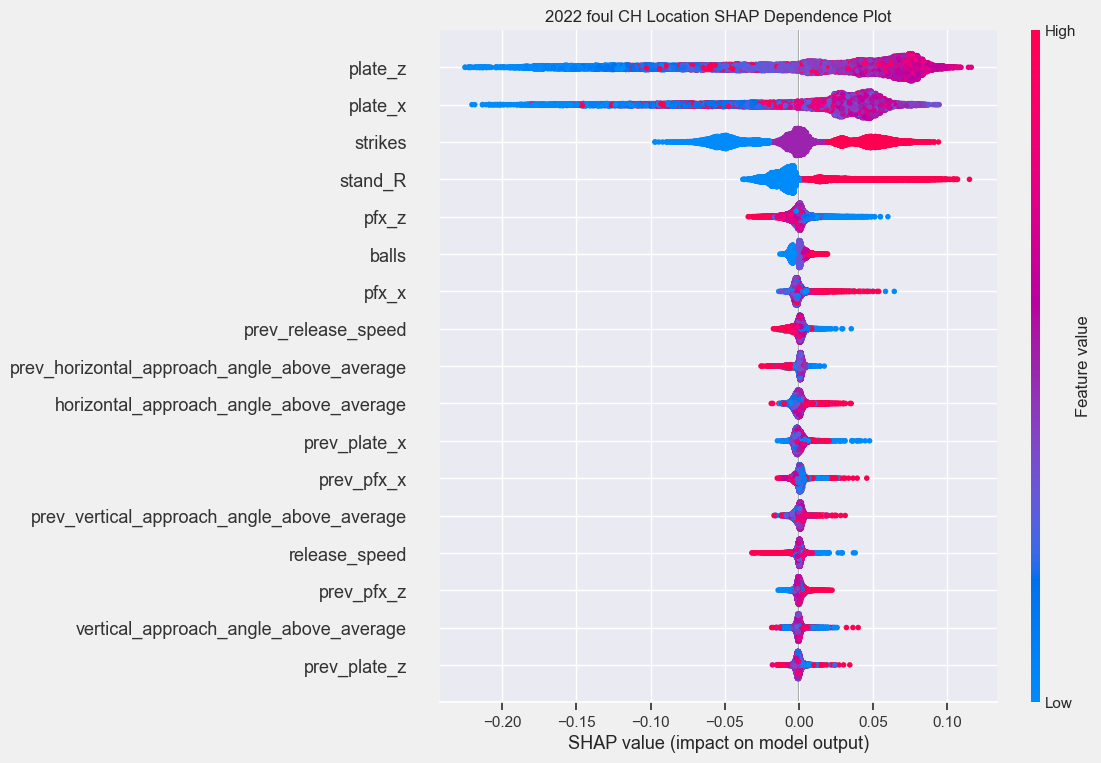 2022 foul CH Location SHAP Dependence Plot
High
plate_z
plate_x
strikes
stand_R
pfx_z
balls
pfx_x
prev_release_speed
prev_horizontal_approach_angle_above_average
horizontal_approach_angle_above_average
prev_plate_x
prev_pfx_x
prev_vertical_approach_angle_above_average
release_speed
prev_pfx_z
vertical_approach_angle_above_average
prev_plate_z
Feature value
Low
−0.20 −0.15 −0.10 −0.05 0.00 0.05 0.10
SHAP value (impact on model output)